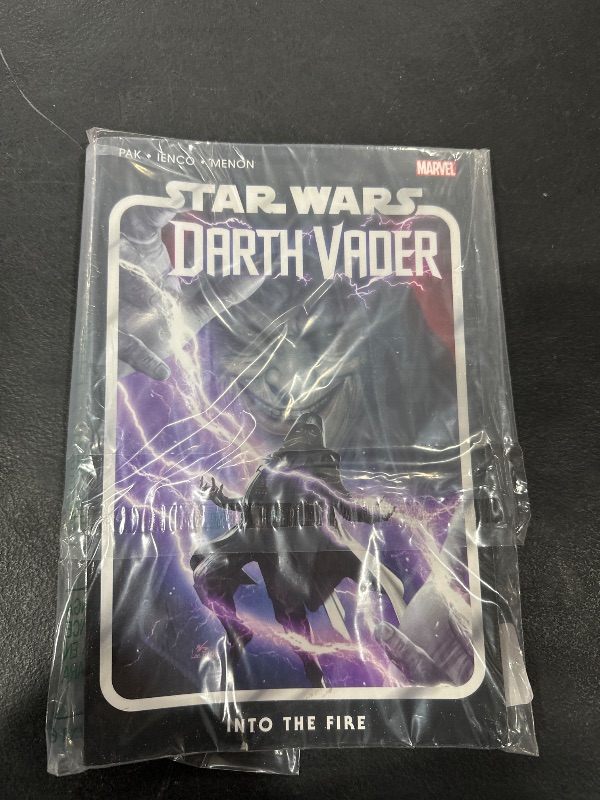 PAK • IENCO • MENON
MARVEL
STAR WARS
DARTH VADER
INTO THE FIRE